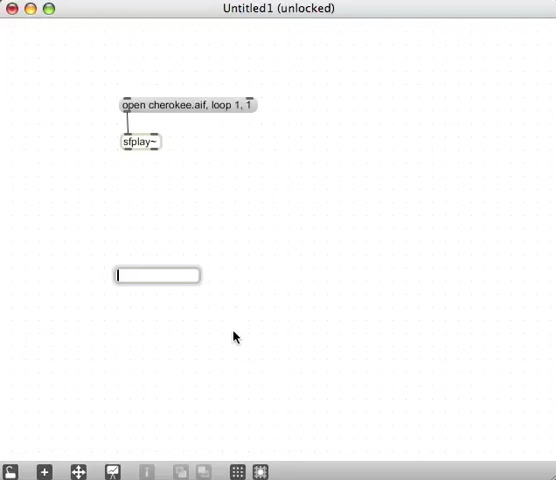 Untitled1 (unlocked)
open cherokee.aif, loop 1, 1
sfplay~